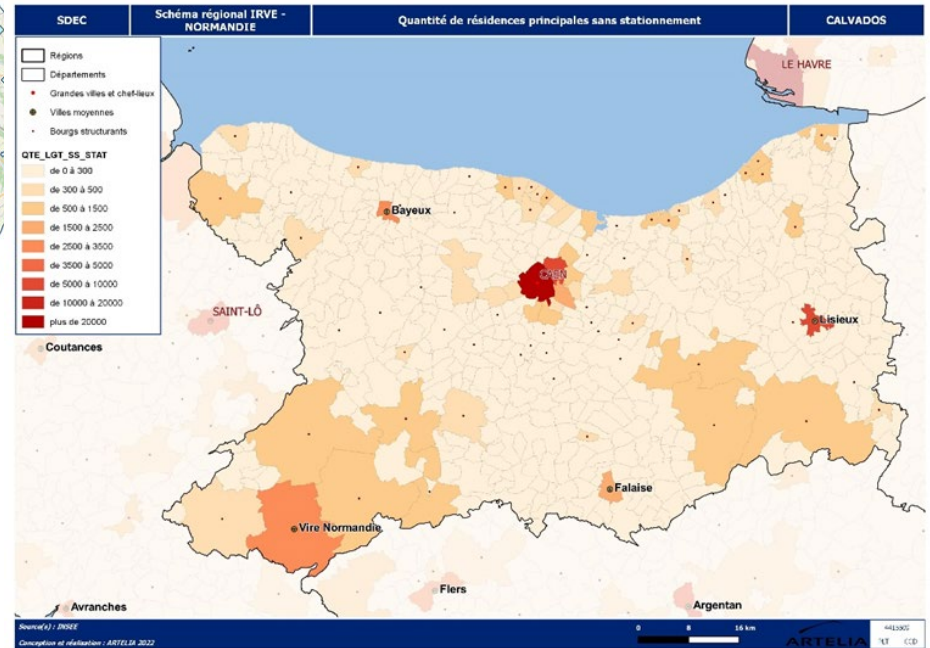 SDEC
Schéma régional IRVE -
NORMANDIE
Quantité de résidences principales sans stationnement
CALVADOS
Régions
Départements
Grandes villes et chef-lieux
Villes moyennes
Bourgs structurants
QTE_LGT_SS_STAT
de 0 à 300
de 300 à 500
de 500 à 1500
de 1500 à 2500
de 2500 à 3500
de 3500 à 5000
de 5000 à 10000
de 10000 à 20000
plus de 20000
LE HAVRE
Bayeux
CAEN
SAINT-LÔ
Lisieux
Coutances
Falaise
Vire Normandie
Flers
Avranches
Argentan
Source(s) : INSEE
Conception et réalisation : ARTELIA 2022
0 8 16 km
ARTELIA